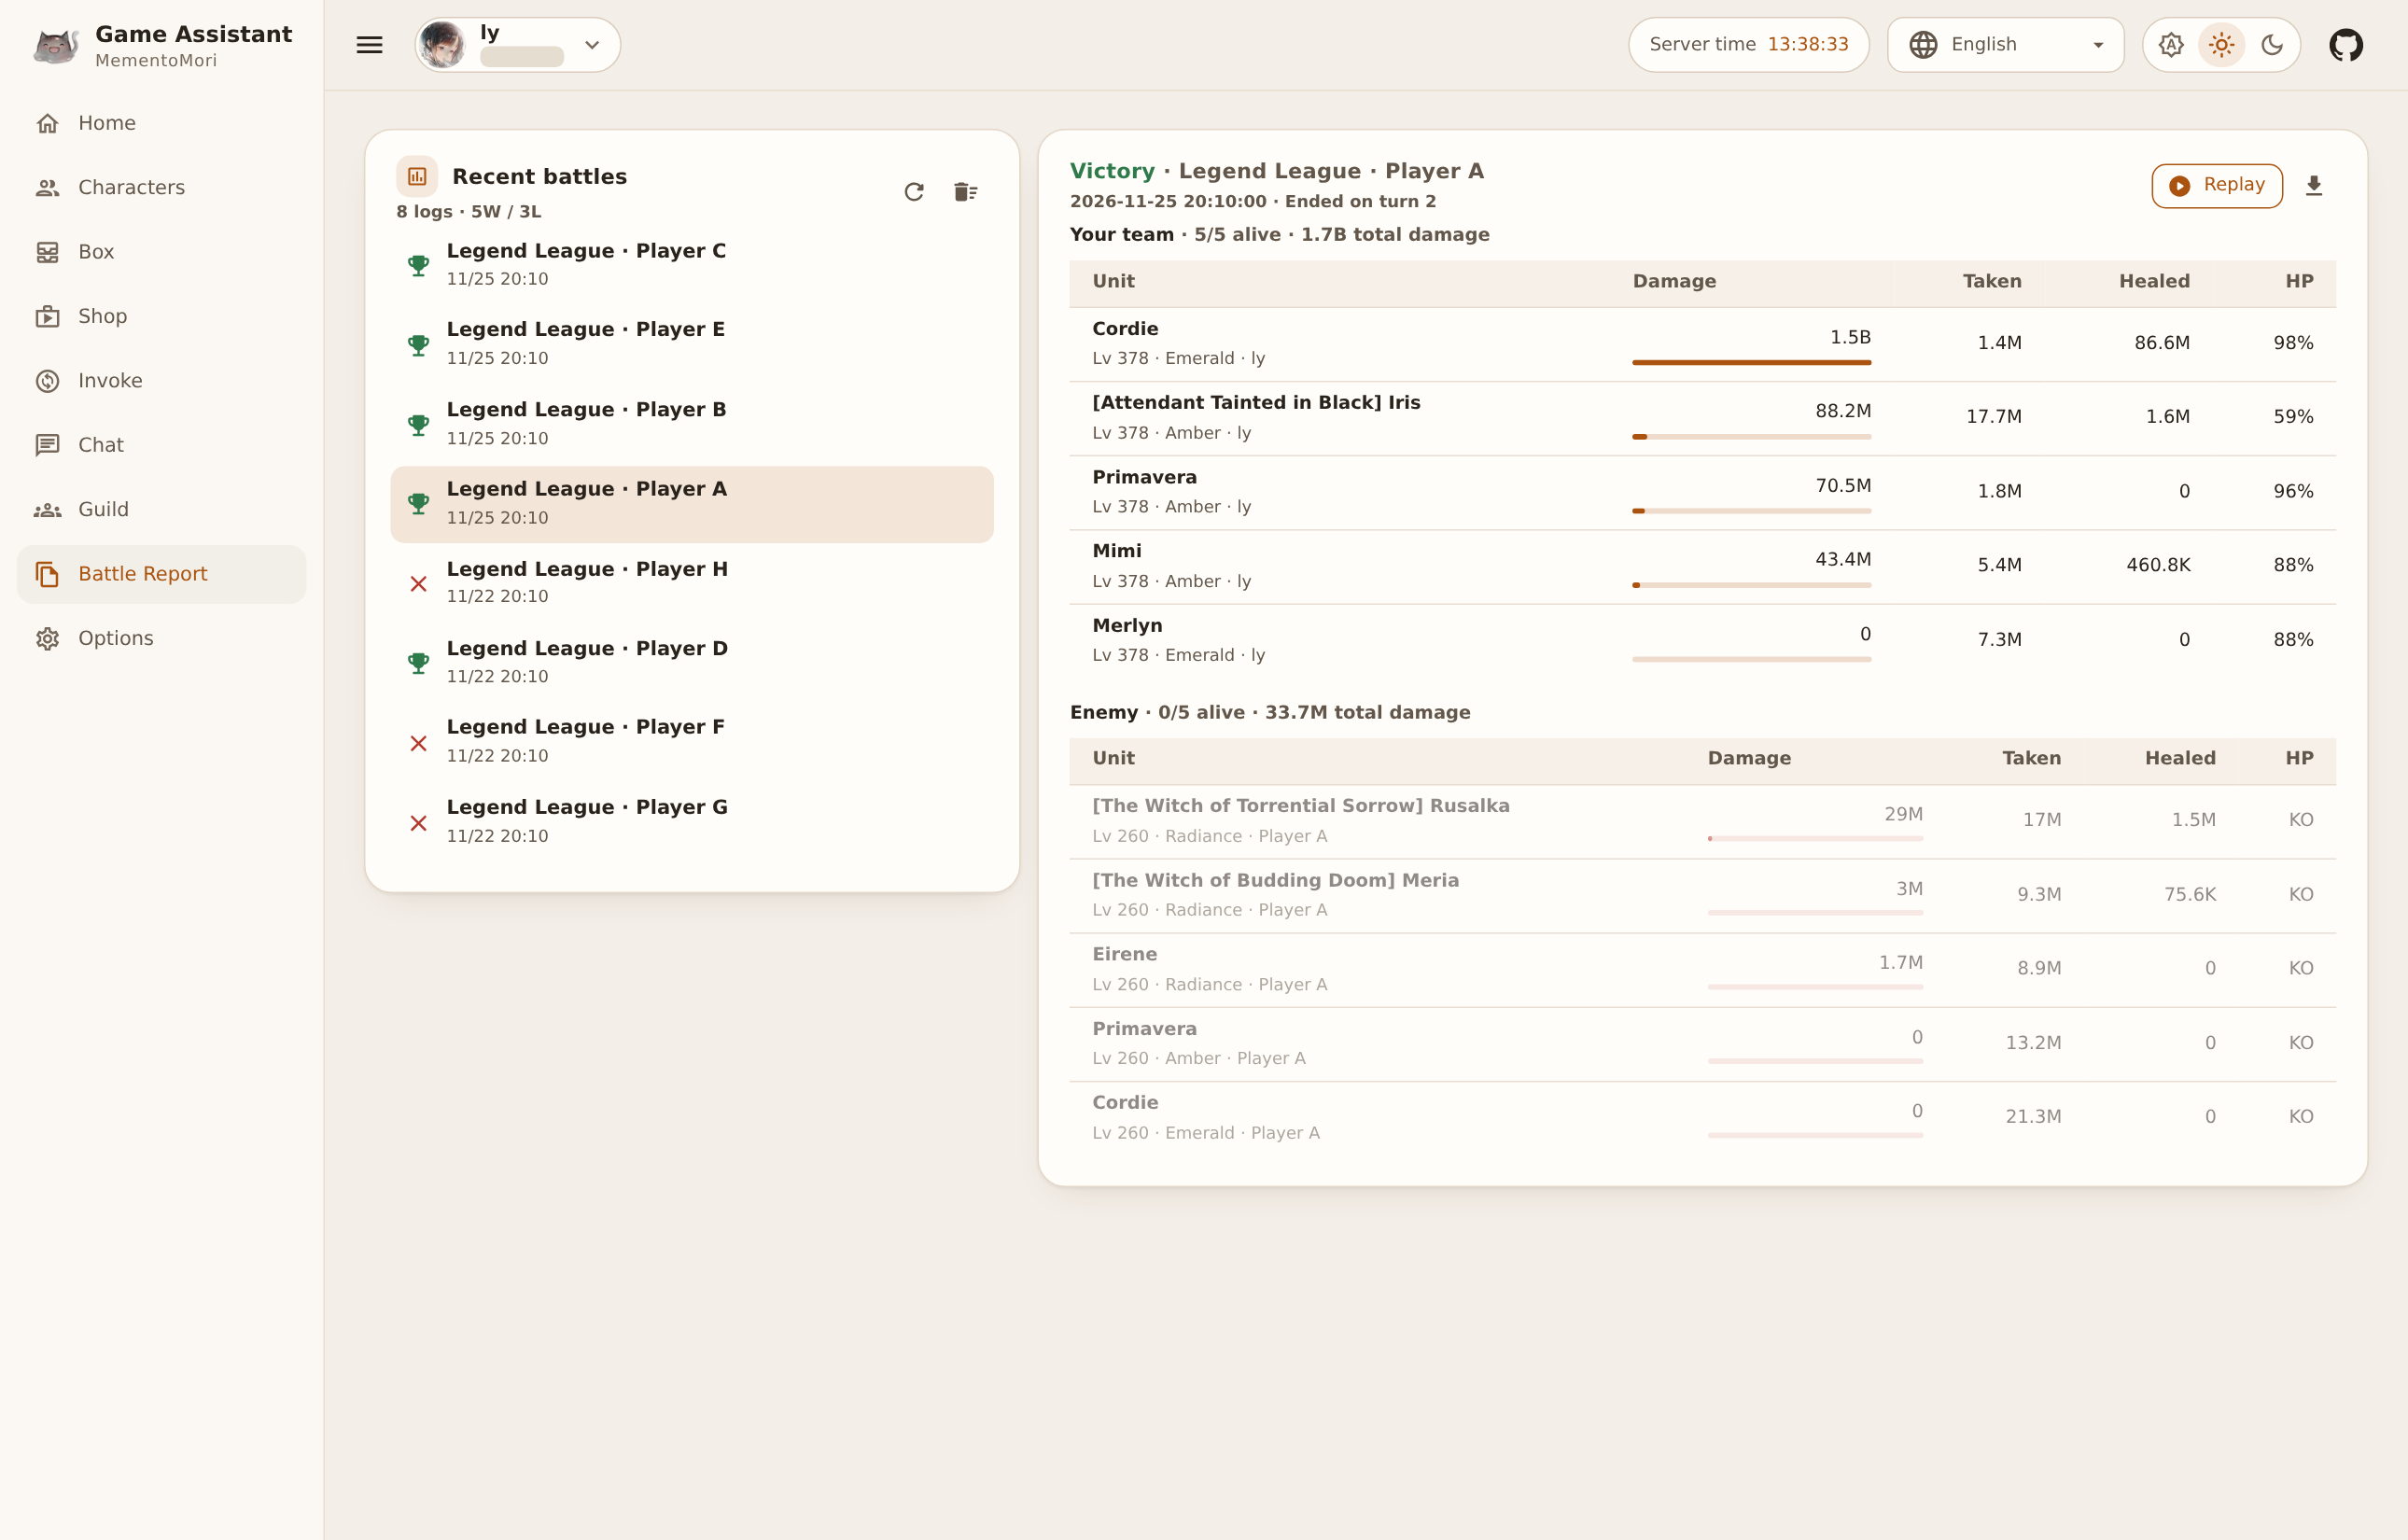 Game Assistant
MementoMori
Home
Characters
Box
Shop
Invoke
Chat
Guild
Battle Report
Options
ly
Server time 13:38:33
English
Recent battles
8 logs · 5W / 3L
Legend League · Player C
11/25 20:10
Legend League · Player E
11/25 20:10
Legend League · Player B
11/25 20:10
Legend League · Player A
11/25 20:10
Legend League · Player H
11/22 20:10
Legend League · Player D
11/22 20:10
Legend League · Player F
11/22 20:10
Legend League · Player G
11/22 20:10
Victory · Legend League · Player A
2026-11-25 20:10:00 · Ended on turn 2
Replay
Your team · 5/5 alive · 1.7B total damage
Unit Damage Taken Healed HP
Cordie 1.5B 1.4M 86.6M 98%
Lv 378 · Emerald · ly
[Attendant Tainted in Black] Iris 88.2M 17.7M 1.6M 59%
Lv 378 · Amber · ly
Primavera 70.5M 1.8M 0 96%
Lv 378 · Amber · ly
Mimi 43.4M 5.4M 460.8K 88%
Lv 378 · Amber · ly
Merlyn 0 7.3M 0 88%
Lv 378 · Emerald · ly
Enemy · 0/5 alive · 33.7M total damage
Unit Damage Taken Healed HP
[The Witch of Torrential Sorrow] Rusalka 29M 17M 1.5M KO
Lv 260 · Radiance · Player A
[The Witch of Budding Doom] Meria 3M 9.3M 75.6K KO
Lv 260 · Radiance · Player A
Eirene 1.7M 8.9M 0 KO
Lv 260 · Radiance · Player A
Primavera 0 13.2M 0 KO
Lv 260 · Amber · Player A
Cordie 0 21.3M 0 KO
Lv 260 · Emerald · Player A